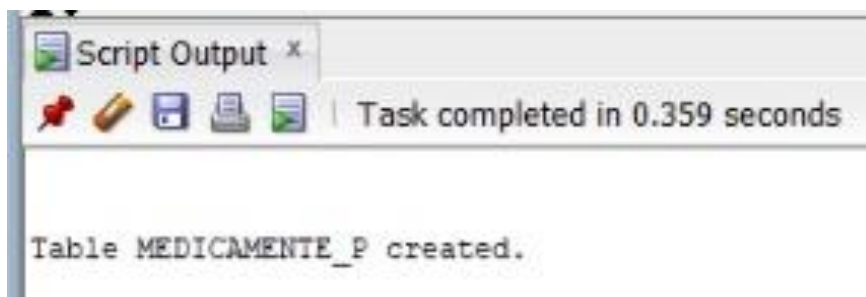 Script Output x
Task completed in 0.359 seconds
Table MEDICAMENTE_P created.